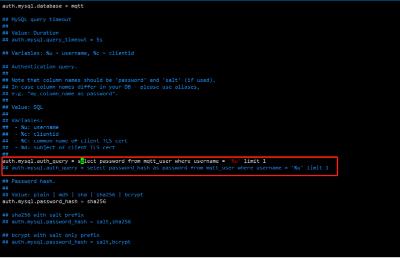 auth.mysql.database = mqtt
## MySQL query timeout
##
## Value: Duration
## auth.mysql.query_timeout = 5s
## Variables: %u = username, %c = clientid
## Authentication query.
##
## Note that column names should be 'password' and 'salt' (if used).
## In case column names differ in your DB - please use aliases,
## e.g. "my_column_name as password".
##
## Value: SQL
##
## Variables:
##  - %u: username
##  - %c: clientid
##  - %C: common name of client TLS cert
##  - %d: subject of client TLS cert
##
auth.mysql.auth_query = select password from mqtt_user where username = '%u' limit 1
## auth.mysql.auth_query = select password_hash as password from mqtt_user where username = '%u' limit 1
## Password hash.
##
## Value: plain | md5 | sha | sha256 | bcrypt
auth.mysql.password_hash = sha256
## sha256 with salt prefix
## auth.mysql.password_hash = salt,sha256
## bcrypt with salt only prefix
## auth.mysql.password_hash = salt,bcrypt